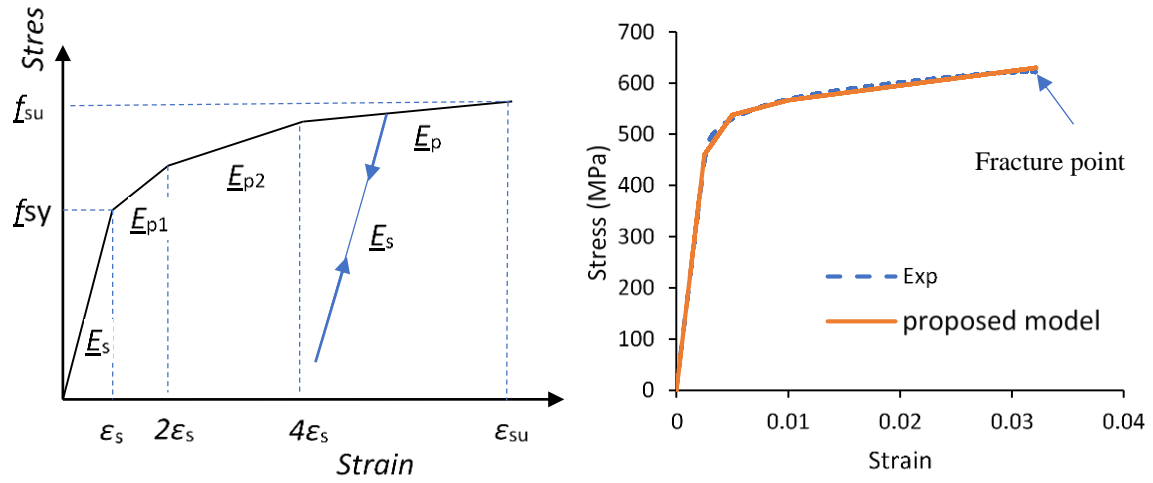 Stres
fsu
fsy
Es
Ep1
Ep2
Ep
Es
εs
2εs
4εs
εsu
Strain
700
600
500
400
300
200
100
0
Stress (MPa)
Fracture point
Exp
proposed model
0
0.01
0.02
0.03
0.04
Strain